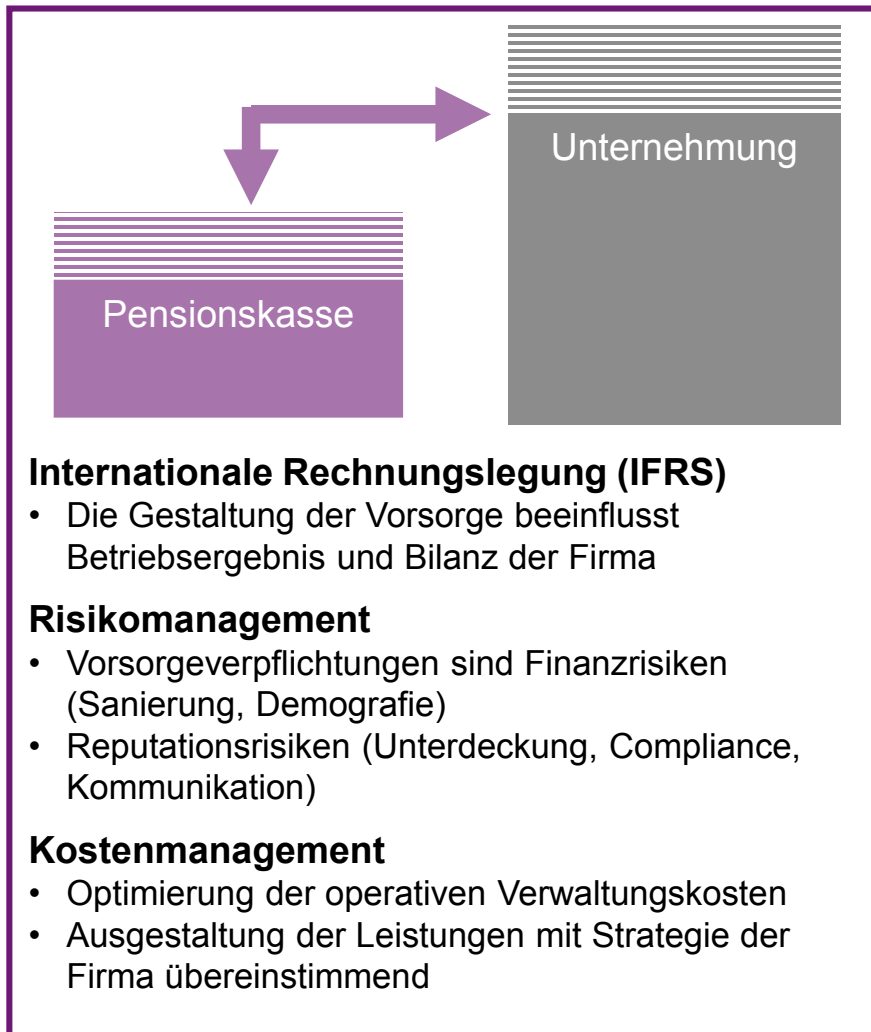 Unternehmung
Pensionskasse
Internationale Rechnungslegung (IFRS)
• Die Gestaltung der Vorsorge beeinflusst
Betriebsergebnis und Bilanz der Firma
Risikomanagement
• Vorsorgeverpflichtungen sind Finanzrisiken
(Sanierung, Demografie)
• Reputationsrisiken (Unterdeckung, Compliance,
Kommunikation)
Kostenmanagement
• Optimierung der operativen Verwaltungskosten
• Ausgestaltung der Leistungen mit Strategie der
Firma übereinstimmend